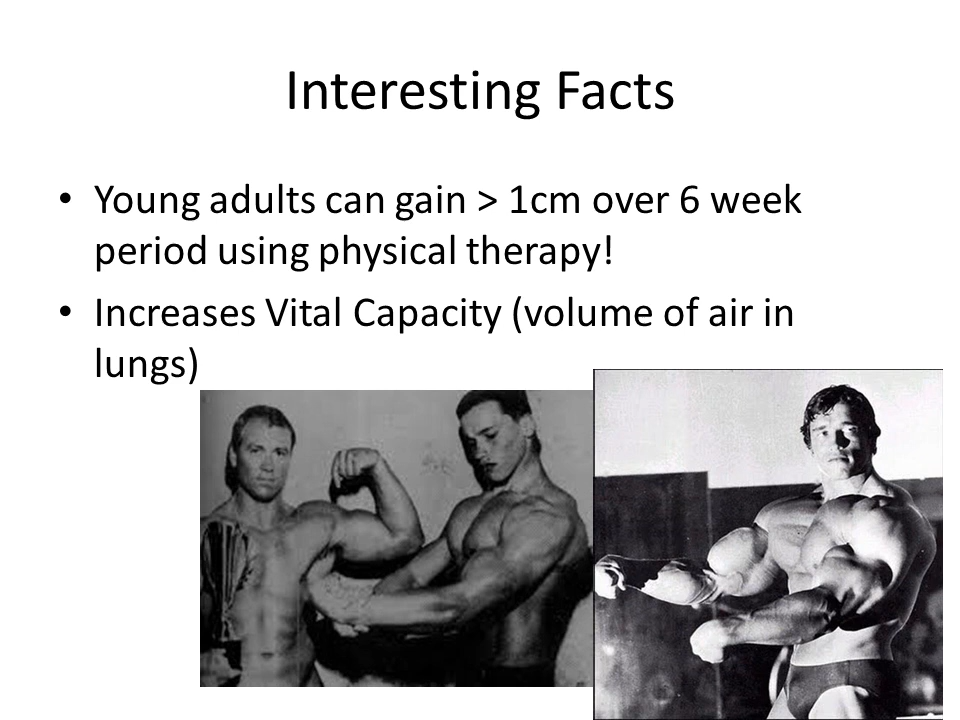 Interesting Facts
• Young adults can gain > 1cm over 6 week
period using physical therapy!
• Increases Vital Capacity (volume of air in
lungs)